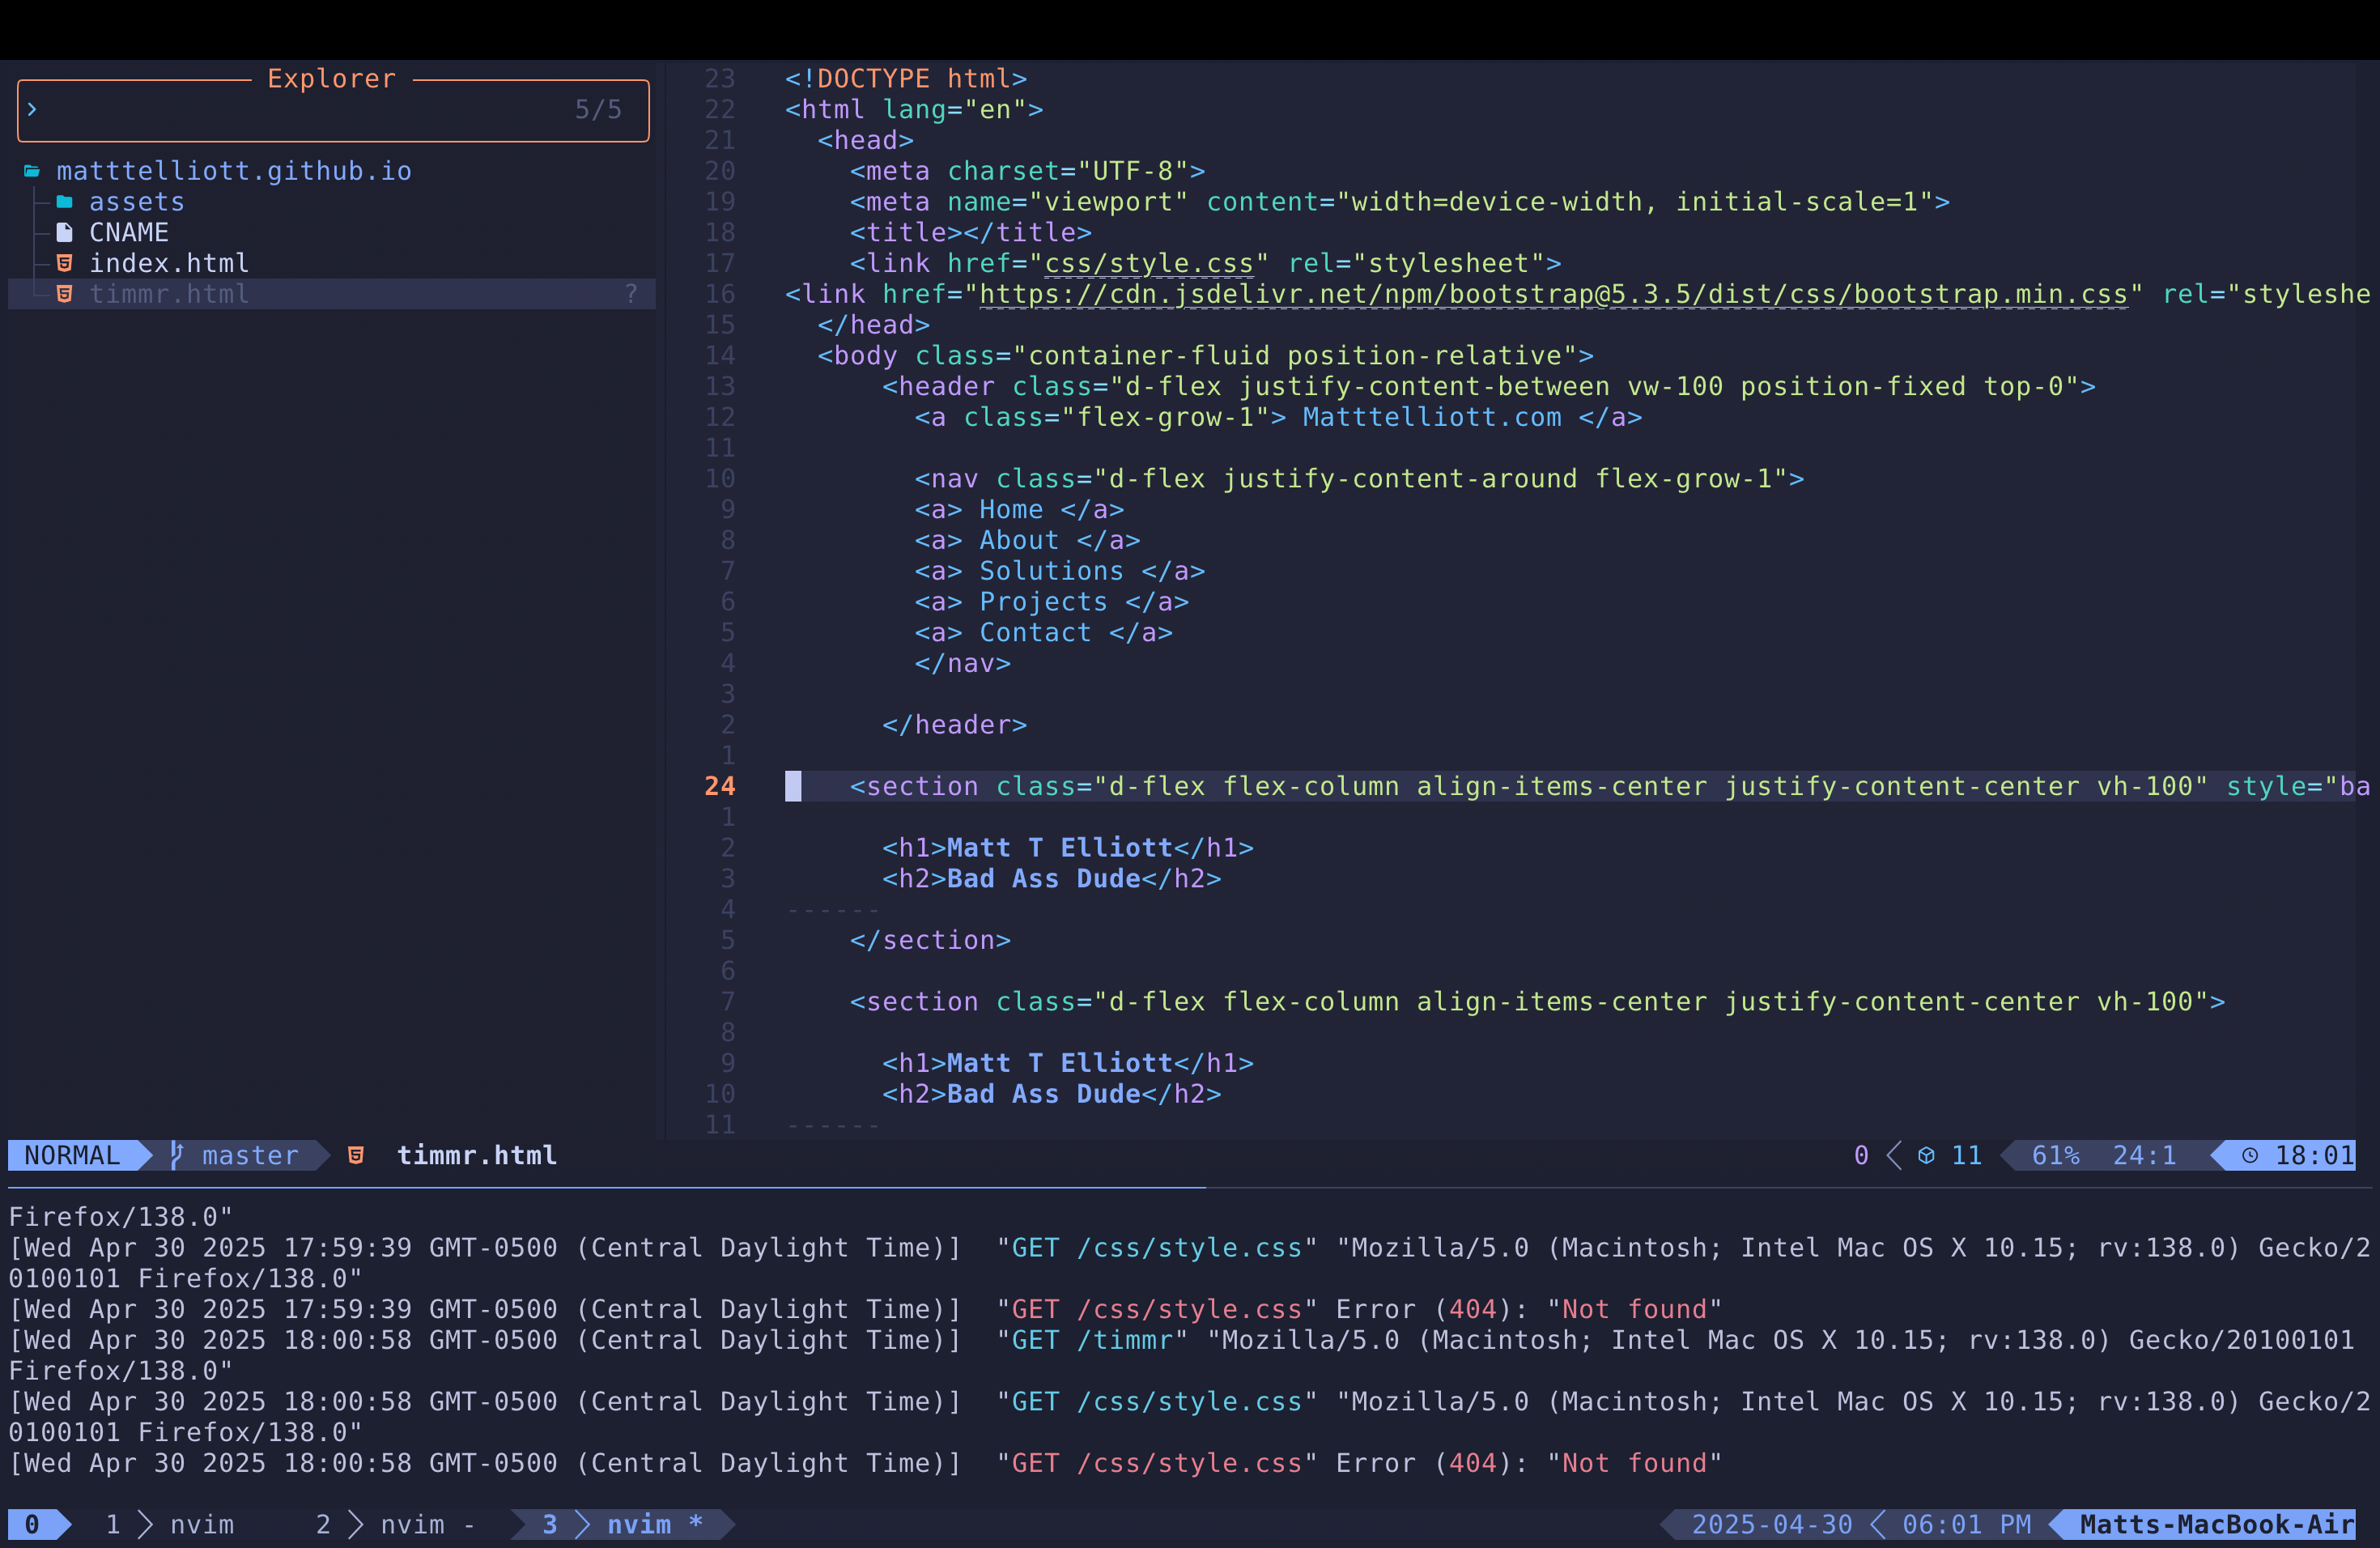 Explorer
5/5
matttelliott.github.io
assets
CNAME
index.html
timmr.html ?
23 <!DOCTYPE html>
22 <html lang="en">
21 <head>
20 <meta charset="UTF-8">
19 <meta name="viewport" content="width=device-width, initial-scale=1">
18 <title></title>
17 <link href="css/style.css" rel="stylesheet">
16 <link href="https://cdn.jsdelivr.net/npm/bootstrap@5.3.5/dist/css/bootstrap.min.css" rel="styleshe
15 </head>
14 <body class="container-fluid position-relative">
13 <header class="d-flex justify-content-between vw-100 position-fixed top-0">
12 <a class="flex-grow-1"> Matttelliott.com </a>
11
10 <nav class="d-flex justify-content-around flex-grow-1">
9 <a> Home </a>
8 <a> About </a>
7 <a> Solutions </a>
6 <a> Projects </a>
5 <a> Contact </a>
4 </nav>
3
2 </header>
1
24 <section class="d-flex flex-column align-items-center justify-content-center vh-100" style="ba
1
2 <h1>Matt T Elliott</h1>
3 <h2>Bad Ass Dude</h2>
4 ------
5 </section>
6
7 <section class="d-flex flex-column align-items-center justify-content-center vh-100">
8
9 <h1>Matt T Elliott</h1>
10 <h2>Bad Ass Dude</h2>
11 ------
NORMAL master timmr.html 0 11 61% 24:1 18:01
Firefox/138.0"
[Wed Apr 30 2025 17:59:39 GMT-0500 (Central Daylight Time)]  "GET /css/style.css" "Mozilla/5.0 (Macintosh; Intel Mac OS X 10.15; rv:138.0) Gecko/2
0100101 Firefox/138.0"
[Wed Apr 30 2025 17:59:39 GMT-0500 (Central Daylight Time)]  "GET /css/style.css" Error (404): "Not found"
[Wed Apr 30 2025 18:00:58 GMT-0500 (Central Daylight Time)]  "GET /timmr" "Mozilla/5.0 (Macintosh; Intel Mac OS X 10.15; rv:138.0) Gecko/20100101
Firefox/138.0"
[Wed Apr 30 2025 18:00:58 GMT-0500 (Central Daylight Time)]  "GET /css/style.css" "Mozilla/5.0 (Macintosh; Intel Mac OS X 10.15; rv:138.0) Gecko/2
0100101 Firefox/138.0"
[Wed Apr 30 2025 18:00:58 GMT-0500 (Central Daylight Time)]  "GET /css/style.css" Error (404): "Not found"
0 1 nvim 2 nvim - 3 nvim * 2025-04-30 06:01 PM Matts-MacBook-Air